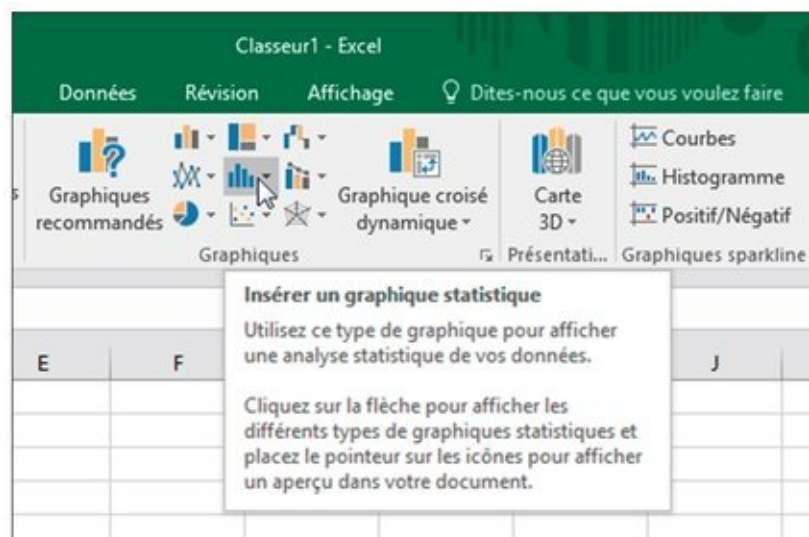 Classeur1 - Excel
Données Révision Affichage Dites-nous ce que vous voulez faire
Graphiques recommandés
Graphique croisé dynamique
Carte 3D
Courbes
Histogramme
Positif/Négatif
Graphiques
Présentati...
Graphiques sparkline
Insérer un graphique statistique
Utilisez ce type de graphique pour afficher
une analyse statistique de vos données.
Cliquez sur la flèche pour afficher les
différents types de graphiques statistiques et
placez le pointeur sur les icônes pour afficher
un aperçu dans votre document.
E F J